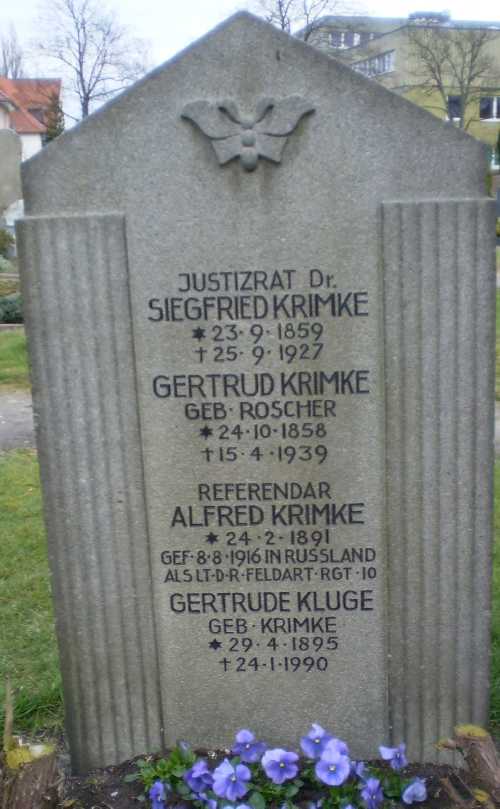 JUSTIZRAT Dr.
SIEGFRIED KRIMKE
✶ 23·9·1859
† 25·9·1927
GERTRUD KRIMKE
GEB·ROSCHER
✶ 24·10·1858
† 15·4·1939
REFERENDAR
ALFRED KRIMKE
✶ 24·2·1891
GEF·8·8·1916 IN RUSSLAND
ALS LT·D·R·FELDART·RGT·10
GERTRUDE KLUGE
GEB·KRIMKE
✶ 29·4·1895
† 24·1·1990